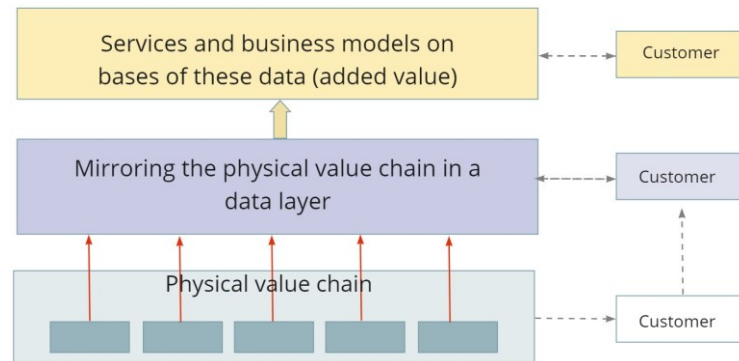 Services and business models on
bases of these data (added value)
Customer
Mirroring the physical value chain in a
data layer
Customer
Physical value chain
Customer